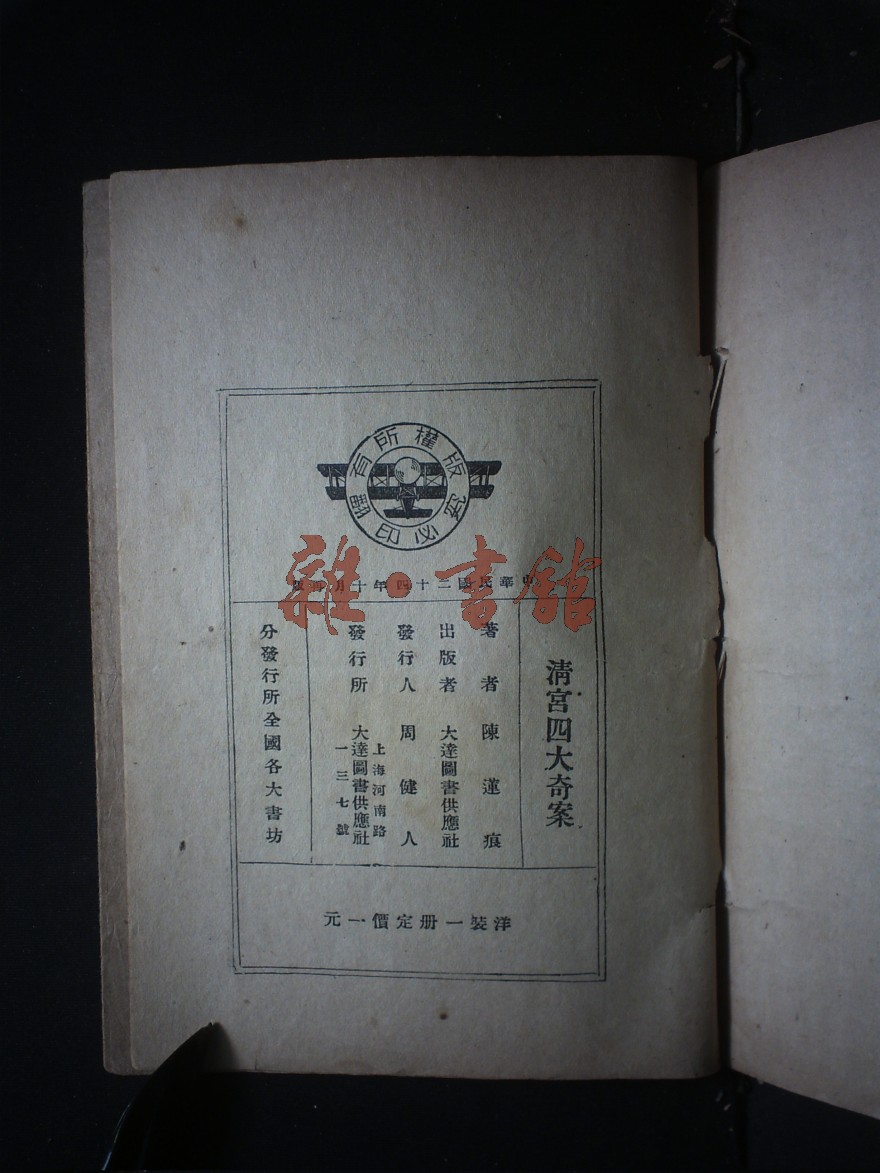 版權所有
翻印必究
中華民國二十四年十月再版
清宮四大奇案
著者 陳蓮痕
出版者 大達圖書供應社
發行人 周健人
上海河南路
發行所 大達圖書供應社
一三七號
分發行所全國各大書坊
洋裝一册定價一元
雜·書館